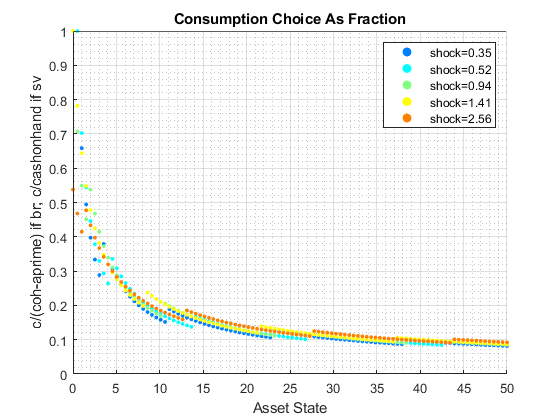 Consumption Choice As Fraction
c/(coh-aprime) if br, c/cashonhand if sv
1
0.9
0.8
0.7
0.6
0.5
0.4
0.3
0.2
0.1
0
shock=0.35
shock=0.52
shock=0.94
shock=1.41
shock=2.56
0 5 10 15 20 25 30 35 40 45 50
Asset State